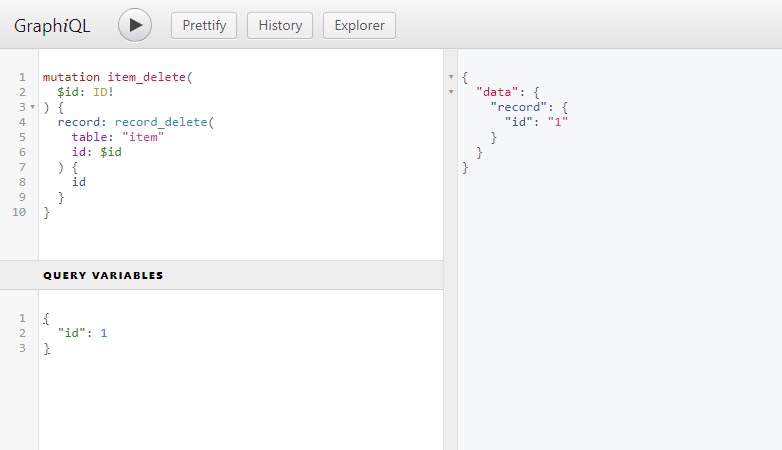 GraphiQL
Prettify
History
Explorer
1 mutation item_delete(
2 $id: ID!
3 ) {
4 record: record_delete(
5 table: "item"
6 id: $id
7 ) {
8 id
9 }
10 }
QUERY VARIABLES
1 {
2 "id": 1
3 }
{
"data": {
"record": {
"id": "1"
}
}
}